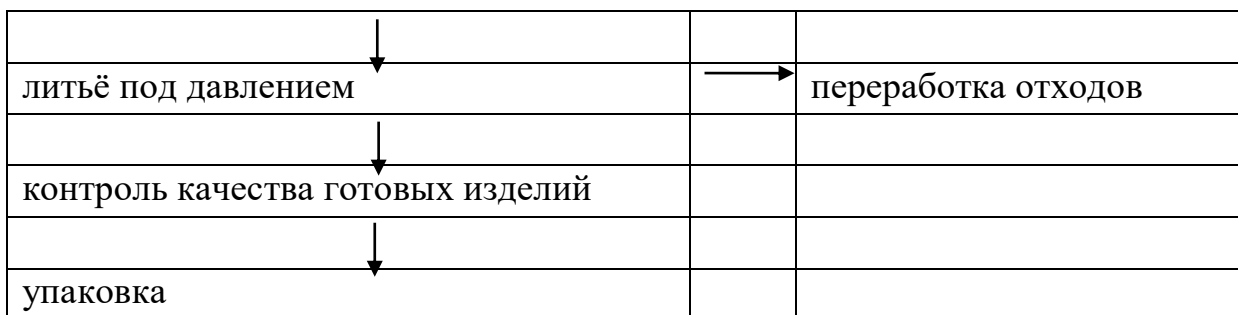 литьё под давлением
переработка отходов
контроль качества готовых изделий
упаковка